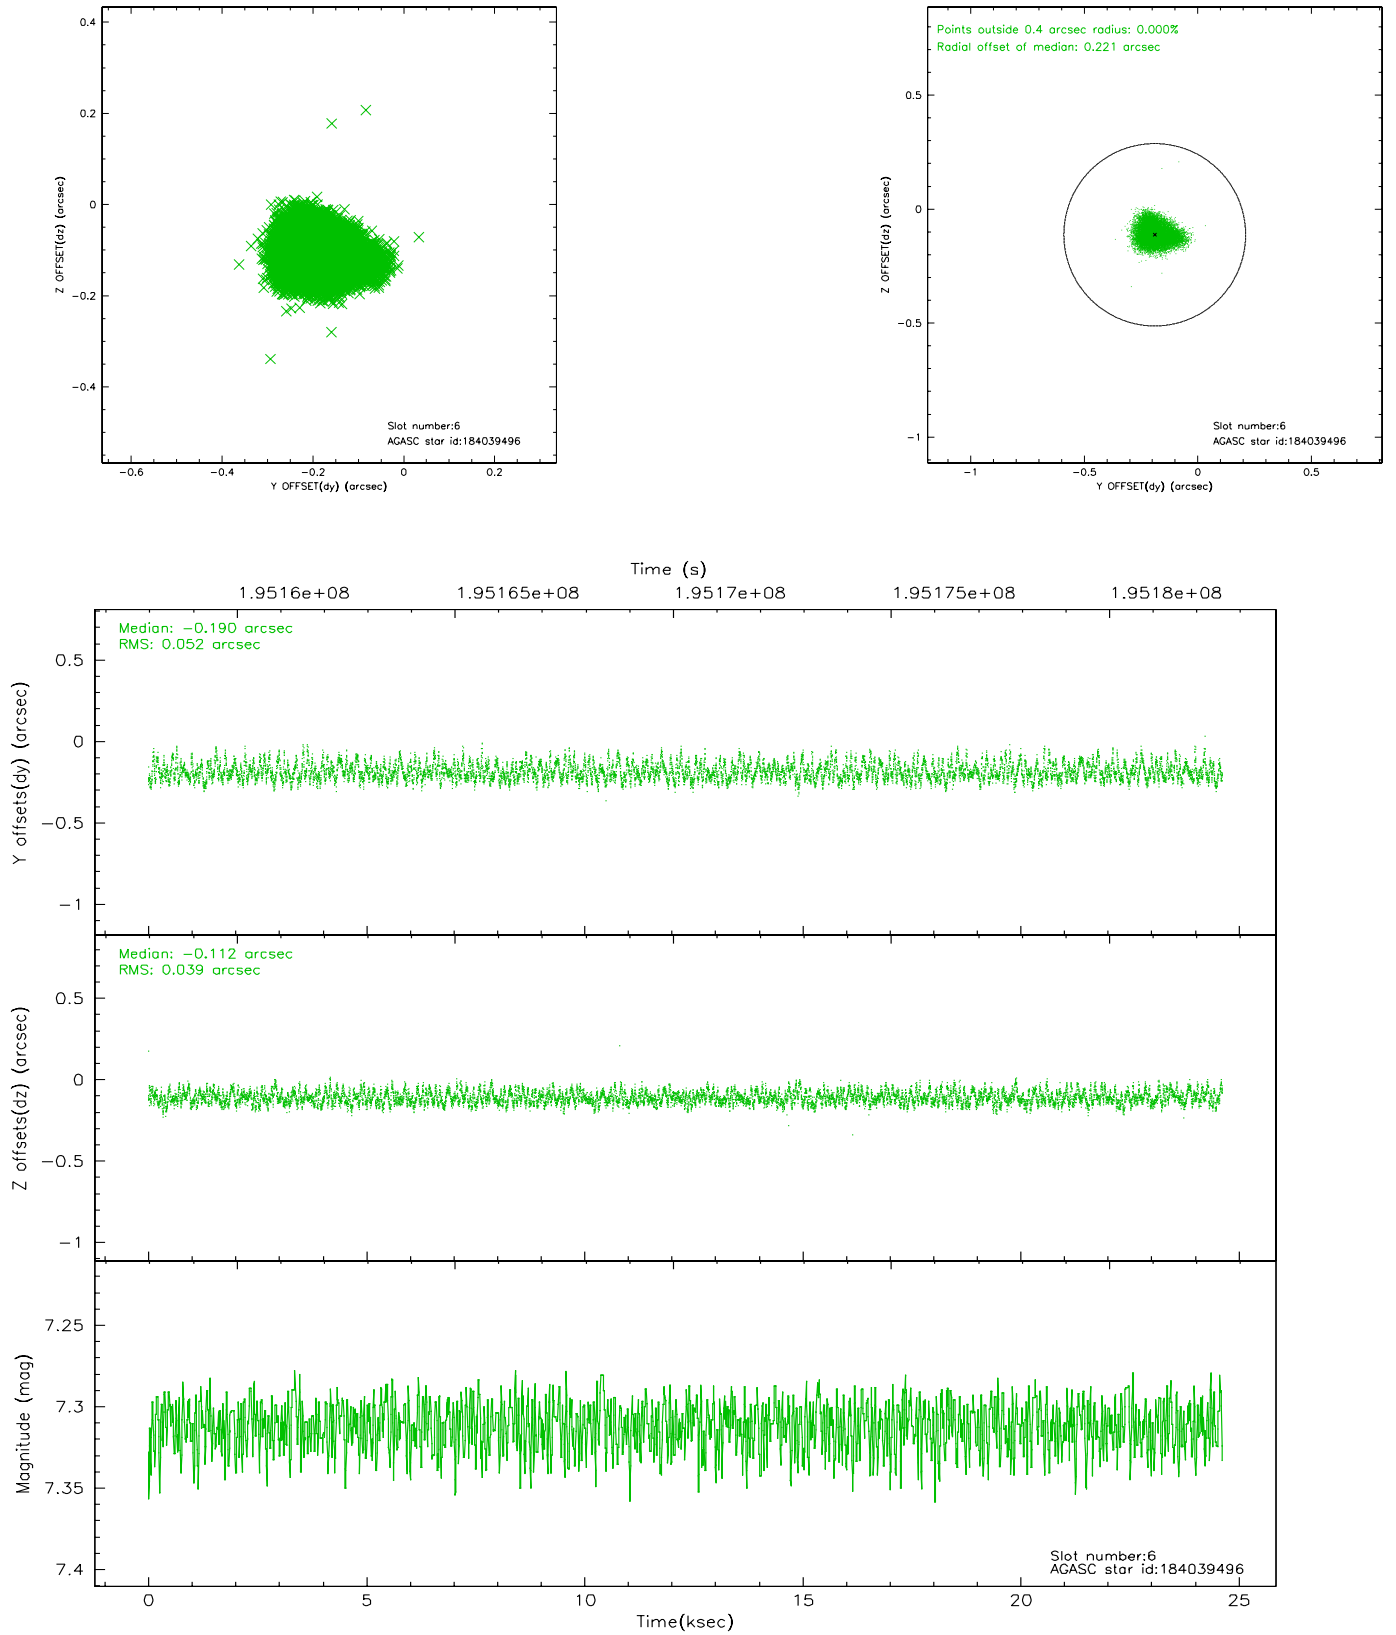 0.4
0.2
0
−0.2
−0.4
Z OFFSET(dz) (arcsec)
Slot number:6
AGASC star id:184039496
−0.6 −0.4 −0.2 0 0.2
Y OFFSET(dy) (arcsec)
Points outside 0.4 arcsec radius: 0.000%
Radial offset of median: 0.221 arcsec
0.5
0
−0.5
−1
Z OFFSET(dz) (arcsec)
Slot number:6
AGASC star id:184039496
−1 −0.5 0 0.5
Y OFFSET(dy) (arcsec)
Time (s)
1.9516e+08 1.95165e+08 1.9517e+08 1.95175e+08 1.9518e+08
Median: −0.190 arcsec
RMS: 0.052 arcsec
0.5
0
−0.5
−1
Y offsets(dy) (arcsec)
Median: −0.112 arcsec
RMS: 0.039 arcsec
0.5
0
−0.5
−1
Z offsets(dz) (arcsec)
7.25
7.3
7.35
7.4
Magnitude (mag)
Slot number:6
AGASC star id:184039496
0 5 10 15 20 25
Time(ksec)